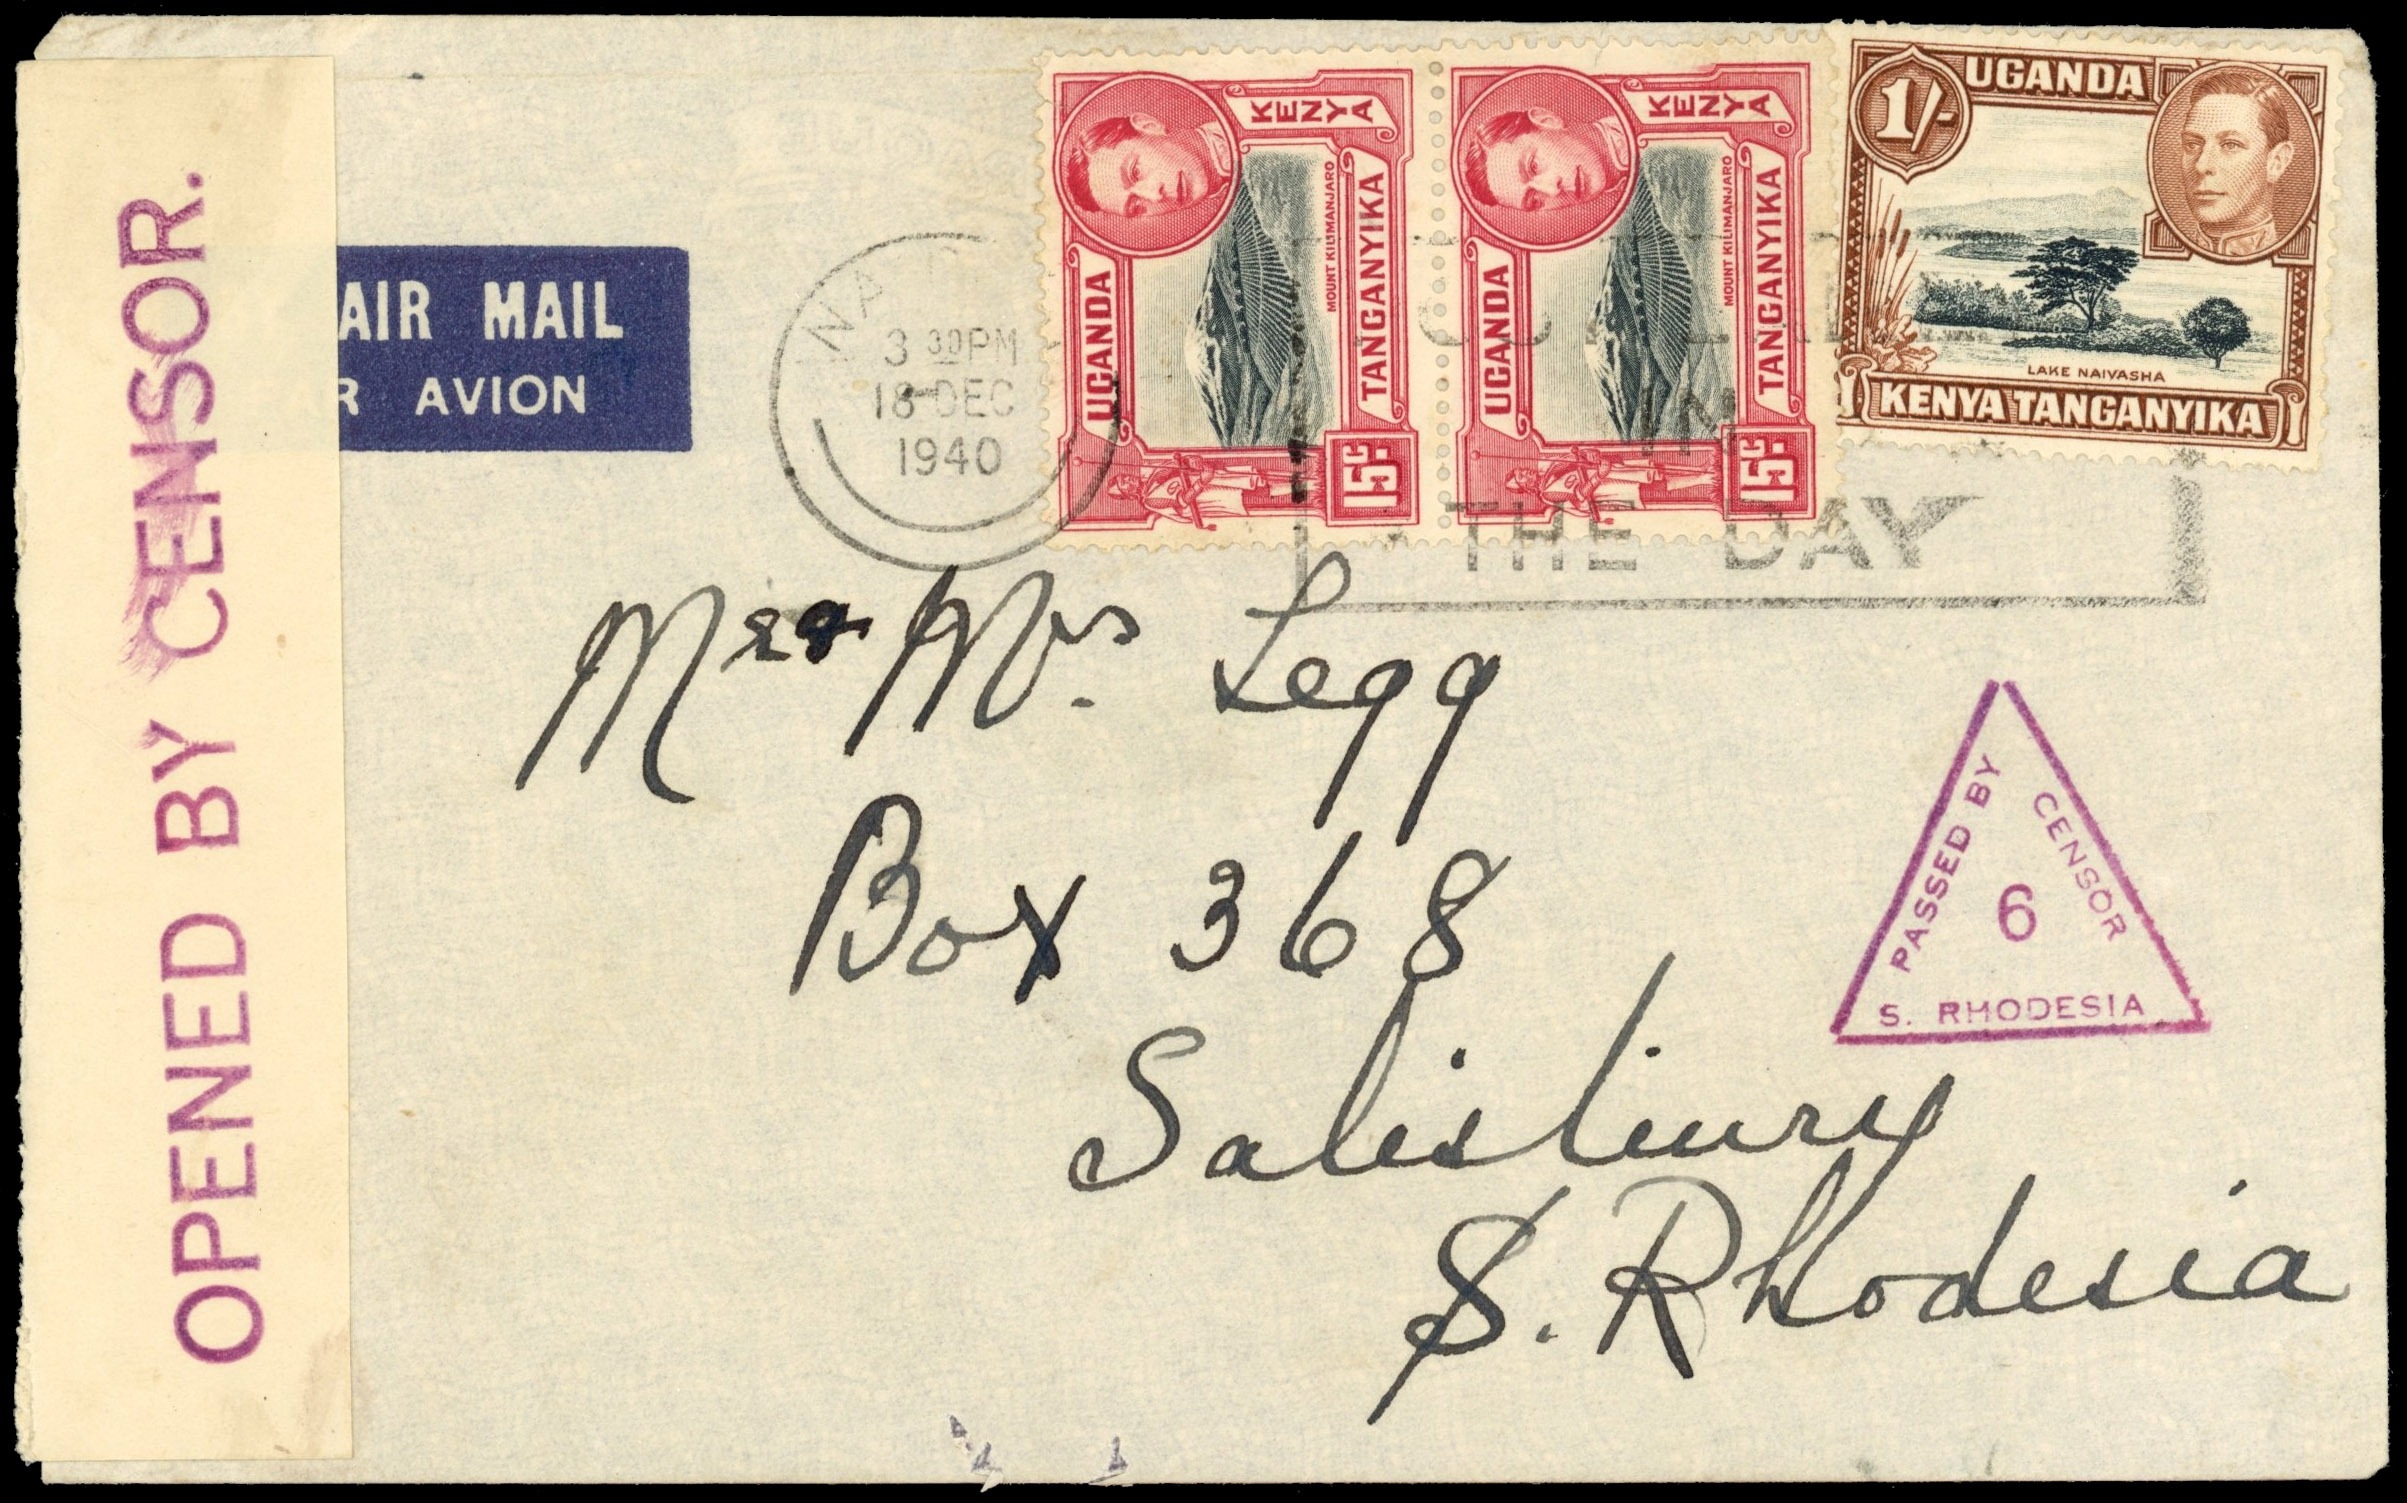 OPENED BY CENSOR.
AIR MAIL
R AVION
3 30PM
18 DEC
1940
KENYA
UGANDA
TANGANYIKA
MOUNT KILIMANJARO
15c.
KENYA
UGANDA
TANGANYIKA
MOUNT KILIMANJARO
15c.
1/-
UGANDA
LAKE NAIVASHA
KENYA TANGANYIKA
IN
THE DAY
Mr & Mrs. Legg
Box 368
Salisbury
S. Rhodesia
PASSED BY CENSOR
6
S. RHODESIA